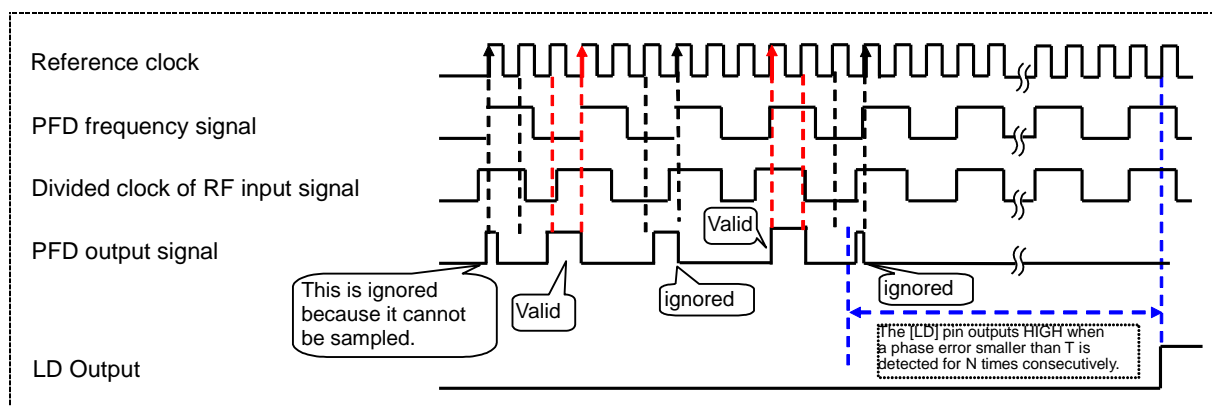 Reference clock
PFD frequency signal
Divided clock of RF input signal
PFD output signal
Valid
This is ignored
because it cannot
be sampled.
Valid
ignored
ignored
The [LD] pin outputs HIGH when
a phase error smaller than T is
detected for N times consecutively.
LD Output